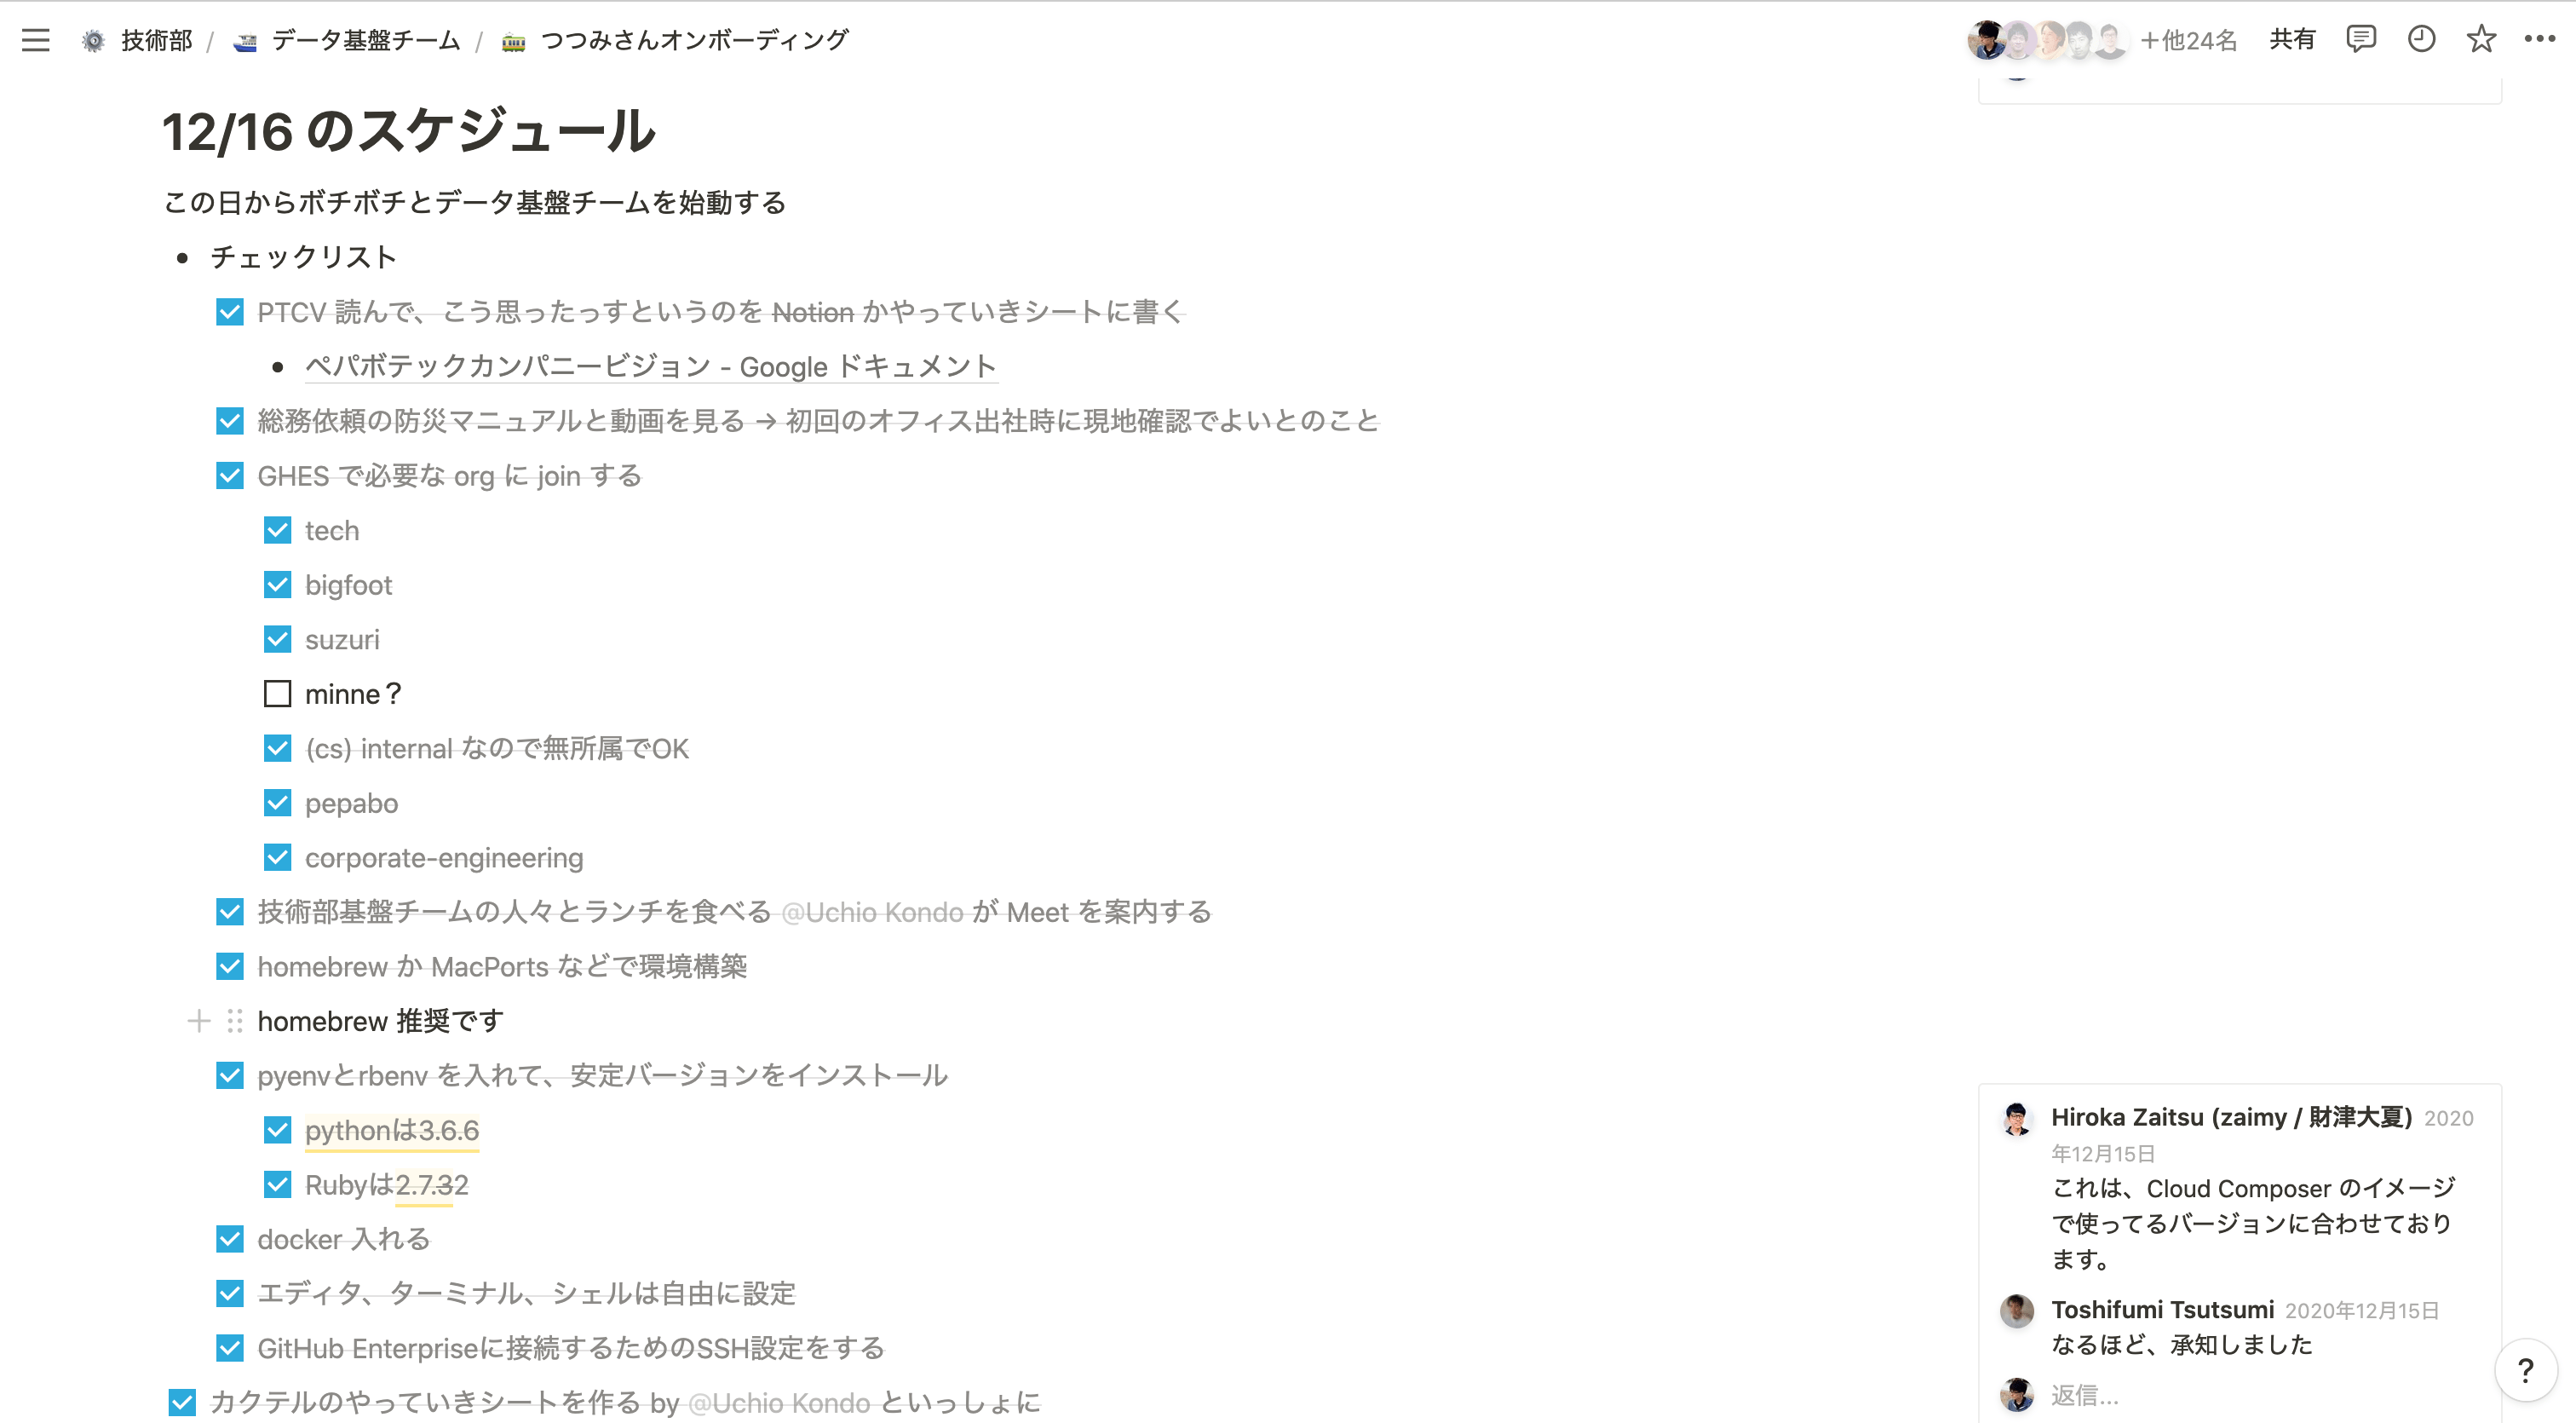 技術部 / データ基盤チーム / つつみさんオンボーディング
+他24名 共有
12/16 のスケジュール
この日からボチボチとデータ基盤チームを始動する
チェックリスト
PTCV 読んで、こう思ったっすというのを Notion かやっていきシートに書く
ペパボテックカンパニービジョン - Google ドキュメント
総務依頼の防災マニュアルと動画を見る → 初回のオフィス出社時に現地確認でよいとのこと
GHES で必要な org に join する
tech
bigfoot
suzuri
minne？
(cs) internal なので無所属でOK
pepabo
corporate-engineering
技術部基盤チームの人々とランチを食べる @Uchio Kondo が Meet を案内する
homebrew か MacPorts などで環境構築
homebrew 推奨です
pyenvとrbenv を入れて、安定バージョンをインストール
pythonは3.6.6
Rubyは2.7.32
docker 入れる
エディタ、ターミナル、シェルは自由に設定
GitHub Enterpriseに接続するためのSSH設定をする
カクテルのやっていきシートを作る by @Uchio Kondo といっしょに
Hiroka Zaitsu (zaimy / 財津大夏) 2020
年12月15日
これは、Cloud Composer のイメージ
で使ってるバージョンに合わせており
ます。
Toshifumi Tsutsumi 2020年12月15日
なるほど、承知しました
返信...
?